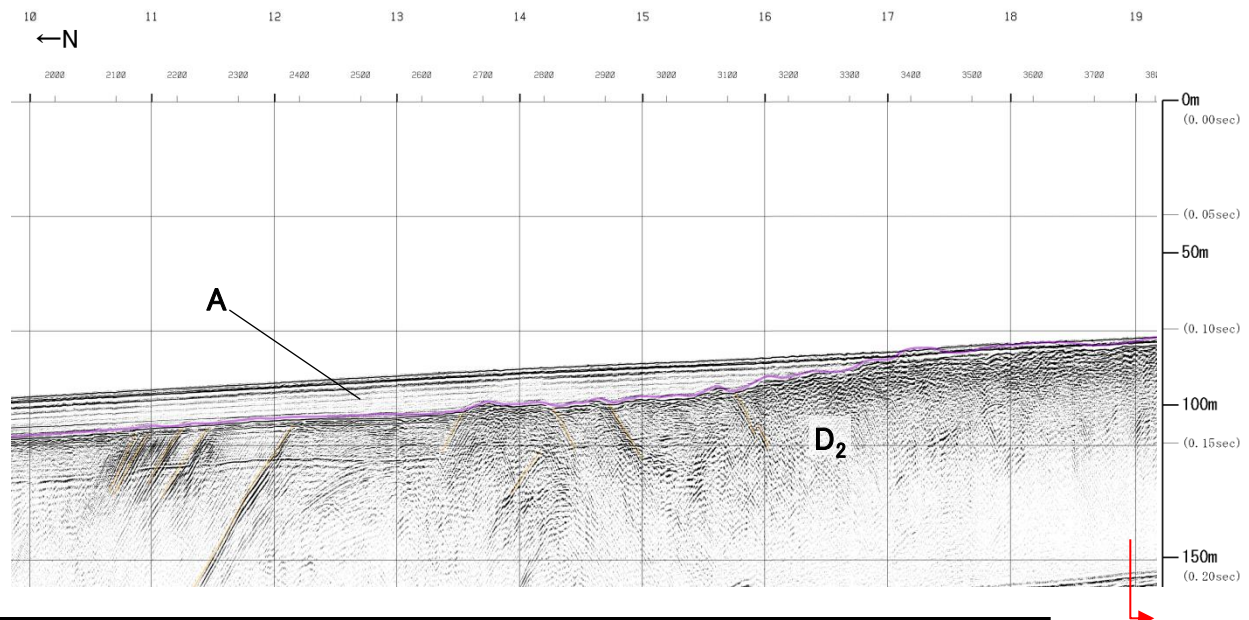 10 11 12 13 14 15 16 17 18 19
←N
2000 2100 2200 2300 2400 2500 2600 2700 2800 2900 3000 3100 3200 3300 3400 3500 3600 3700 38
0m
(0.00sec)
(0.05sec)
50m
A
(0.10sec)
100m
D₂
(0.15sec)
150m
(0.20sec)